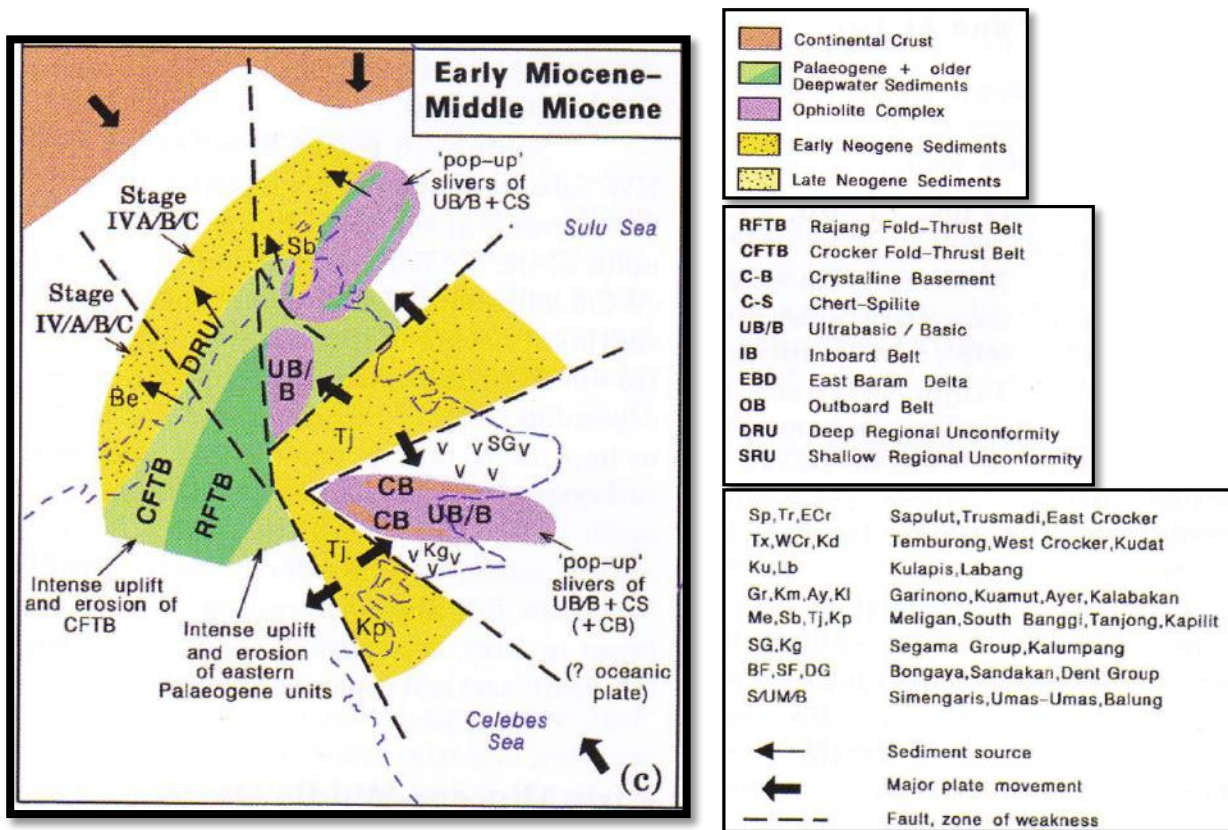 Early Miocene–
Middle Miocene
'pop–up'
slivers of
UB/B + CS
Sulu Sea
Stage
IVA/B/C
Stage
IV/A/B/C
Sb
DRU
Be
UB/
B
CFTB
RFTB
Tj
v v SG v
v v
v
CB
CB
UB/B
Tj
v Kg v
v
'pop–up'
slivers of
UB/B + CS
(+ CB)
Kp
Intense uplift
and erosion of
CFTB
Intense uplift
and erosion
of eastern
Palaeogene units
(? oceanic
plate)
Celebes
Sea
(c)
Continental Crust
Palaeogene + older
Deepwater Sediments
Ophiolite Complex
Early Neogene Sediments
Late Neogene Sediments
RFTB Rajang Fold–Thrust Belt
CFTB Crocker Fold–Thrust Belt
C–B Crystalline Basement
C–S Chert–Spilite
UB/B Ultrabasic / Basic
IB Inboard Belt
EBD East Baram Delta
OB Outboard Belt
DRU Deep Regional Unconformity
SRU Shallow Regional Unconformity
Sp,Tr,ECr Sapulut,Trusmadi,East Crocker
Tx,WCr,Kd Temburong,West Crocker,Kudat
Ku,Lb Kulapis,Labang
Gr,Km,Ay,Kl Garinono,Kuamut,Ayer,Kalabakan
Me,Sb,Tj,Kp Meligan,South Banggi,Tanjong,Kapilit
SG,Kg Segama Group,Kalumpang
BF,SF,DG Bongaya,Sandakan,Dent Group
S/UM/B Simengaris,Umas–Umas,Balung
Sediment source
Major plate movement
Fault, zone of weakness